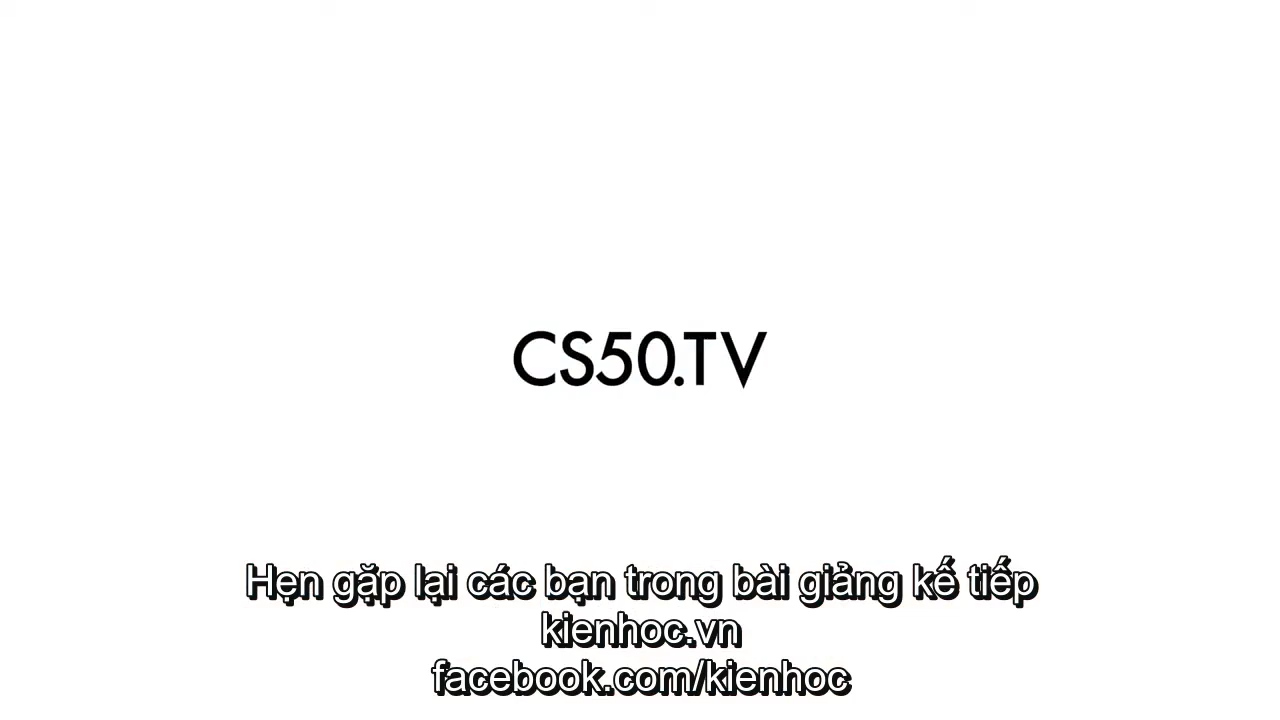 CS50.TV
Hẹn gặp lại các bạn trong bài giảng kế tiếp
kienhoc.vn
facebook.com/kienhoc